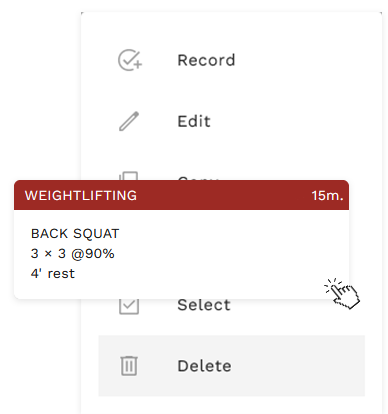 Record
Edit
WEIGHTLIFTING 15m.
BACK SQUAT
3 × 3 @90%
4' rest
Select
Delete